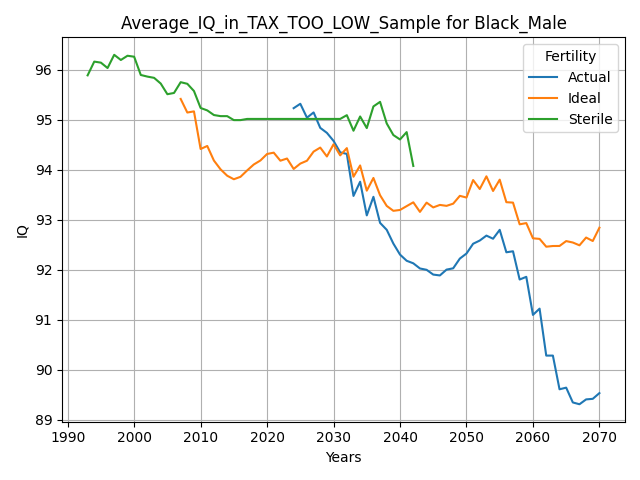 Average_IQ_in_TAX_TOO_LOW_Sample for Black_Male
Fertility
Actual
Ideal
Sterile
96
95
94
93
92
91
90
89
IQ
1990
2000
2010
2020
2030
2040
2050
2060
2070
Years